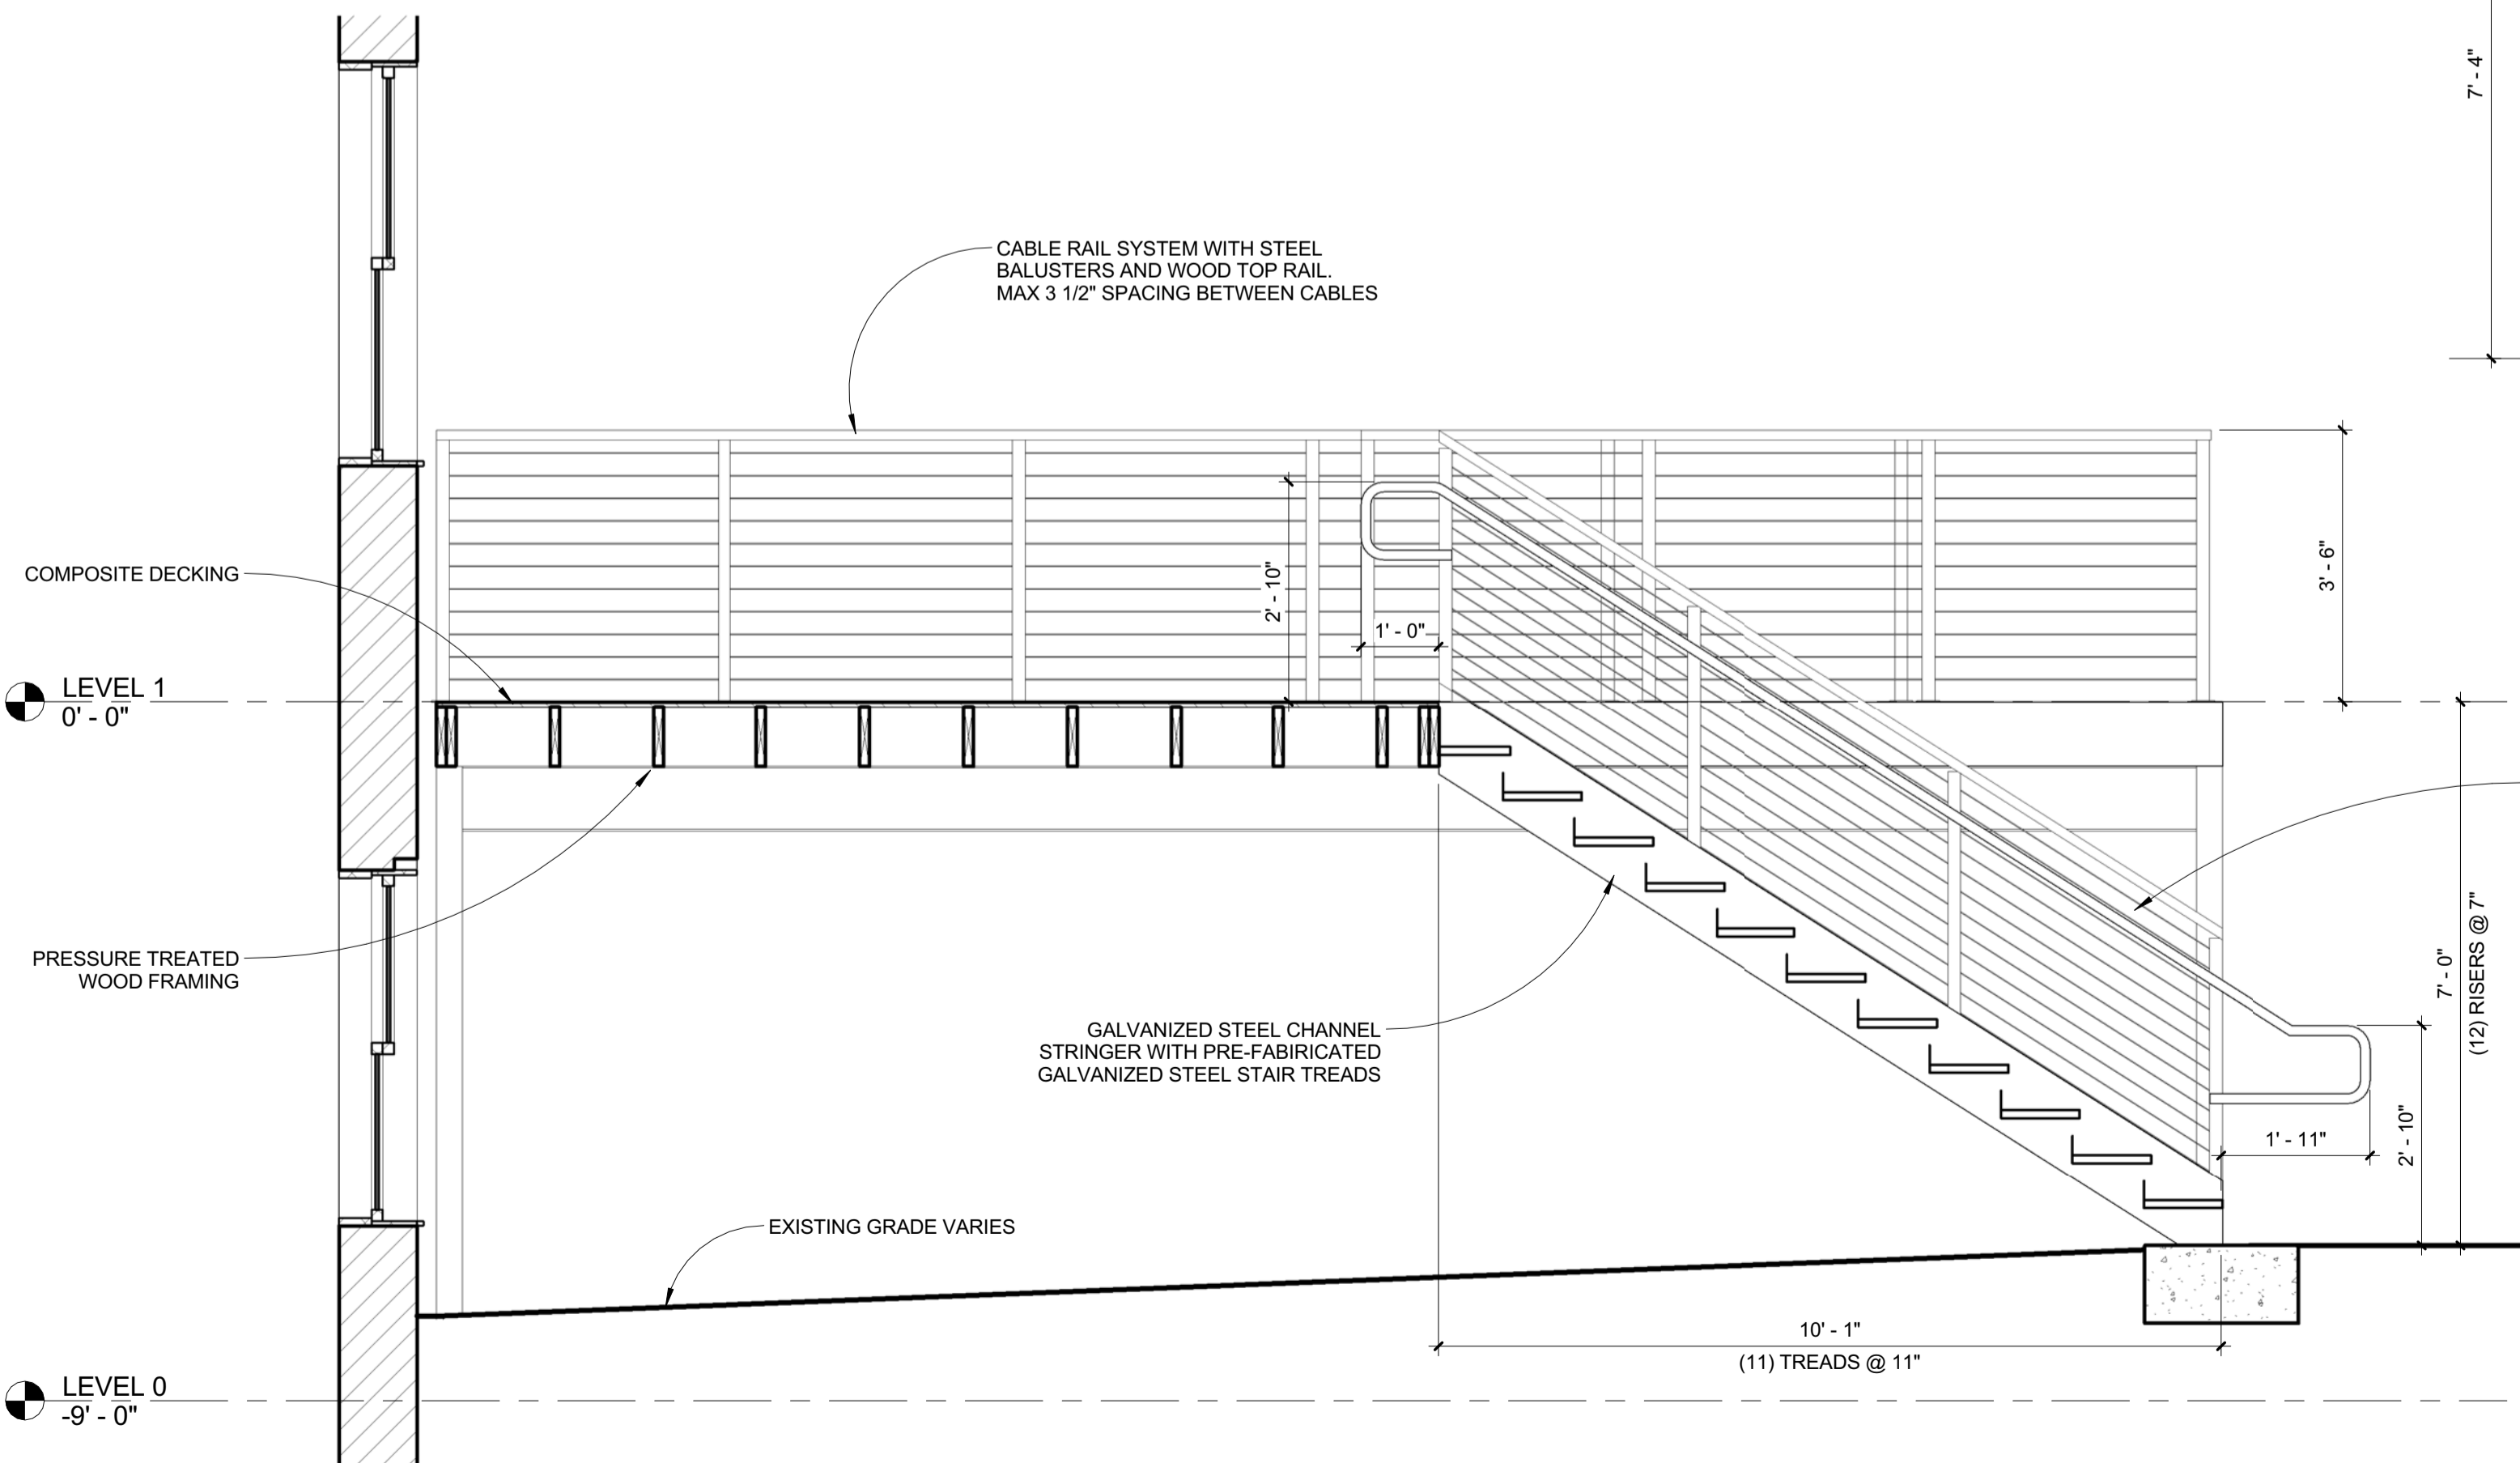 7' - 4"
CABLE RAIL SYSTEM WITH STEEL
BALUSTERS AND WOOD TOP RAIL.
MAX 3 1/2" SPACING BETWEEN CABLES
COMPOSITE DECKING
2' - 10"
1' - 0"
3' - 6"
LEVEL 1
0' - 0"
PRESSURE TREATED
WOOD FRAMING
GALVANIZED STEEL CHANNEL
STRINGER WITH PRE-FABIRICATED
GALVANIZED STEEL STAIR TREADS
7' - 0"
(12) RISERS @ 7"
1' - 11"
2' - 10"
EXISTING GRADE VARIES
10' - 1"
(11) TREADS @ 11"
LEVEL 0
-9' - 0"